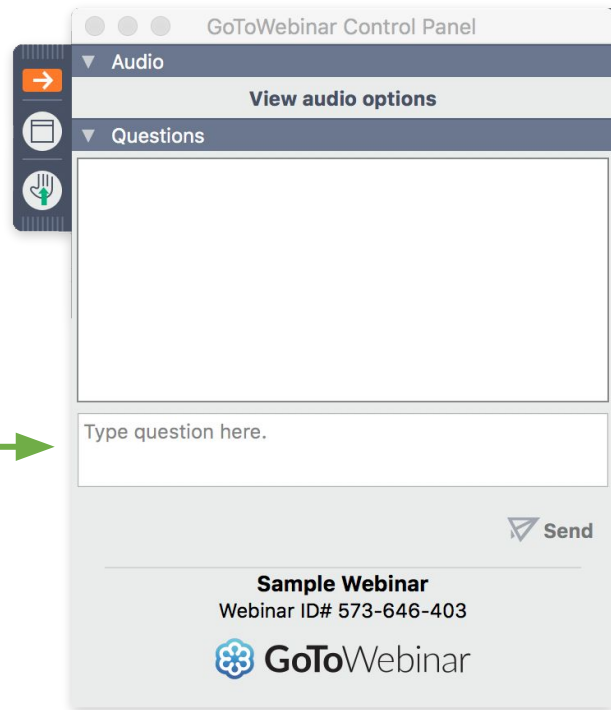 GoToWebinar Control Panel
Audio
View audio options
Questions
Type question here.
Send
Sample Webinar
Webinar ID# 573-646-403
GoToWebinar